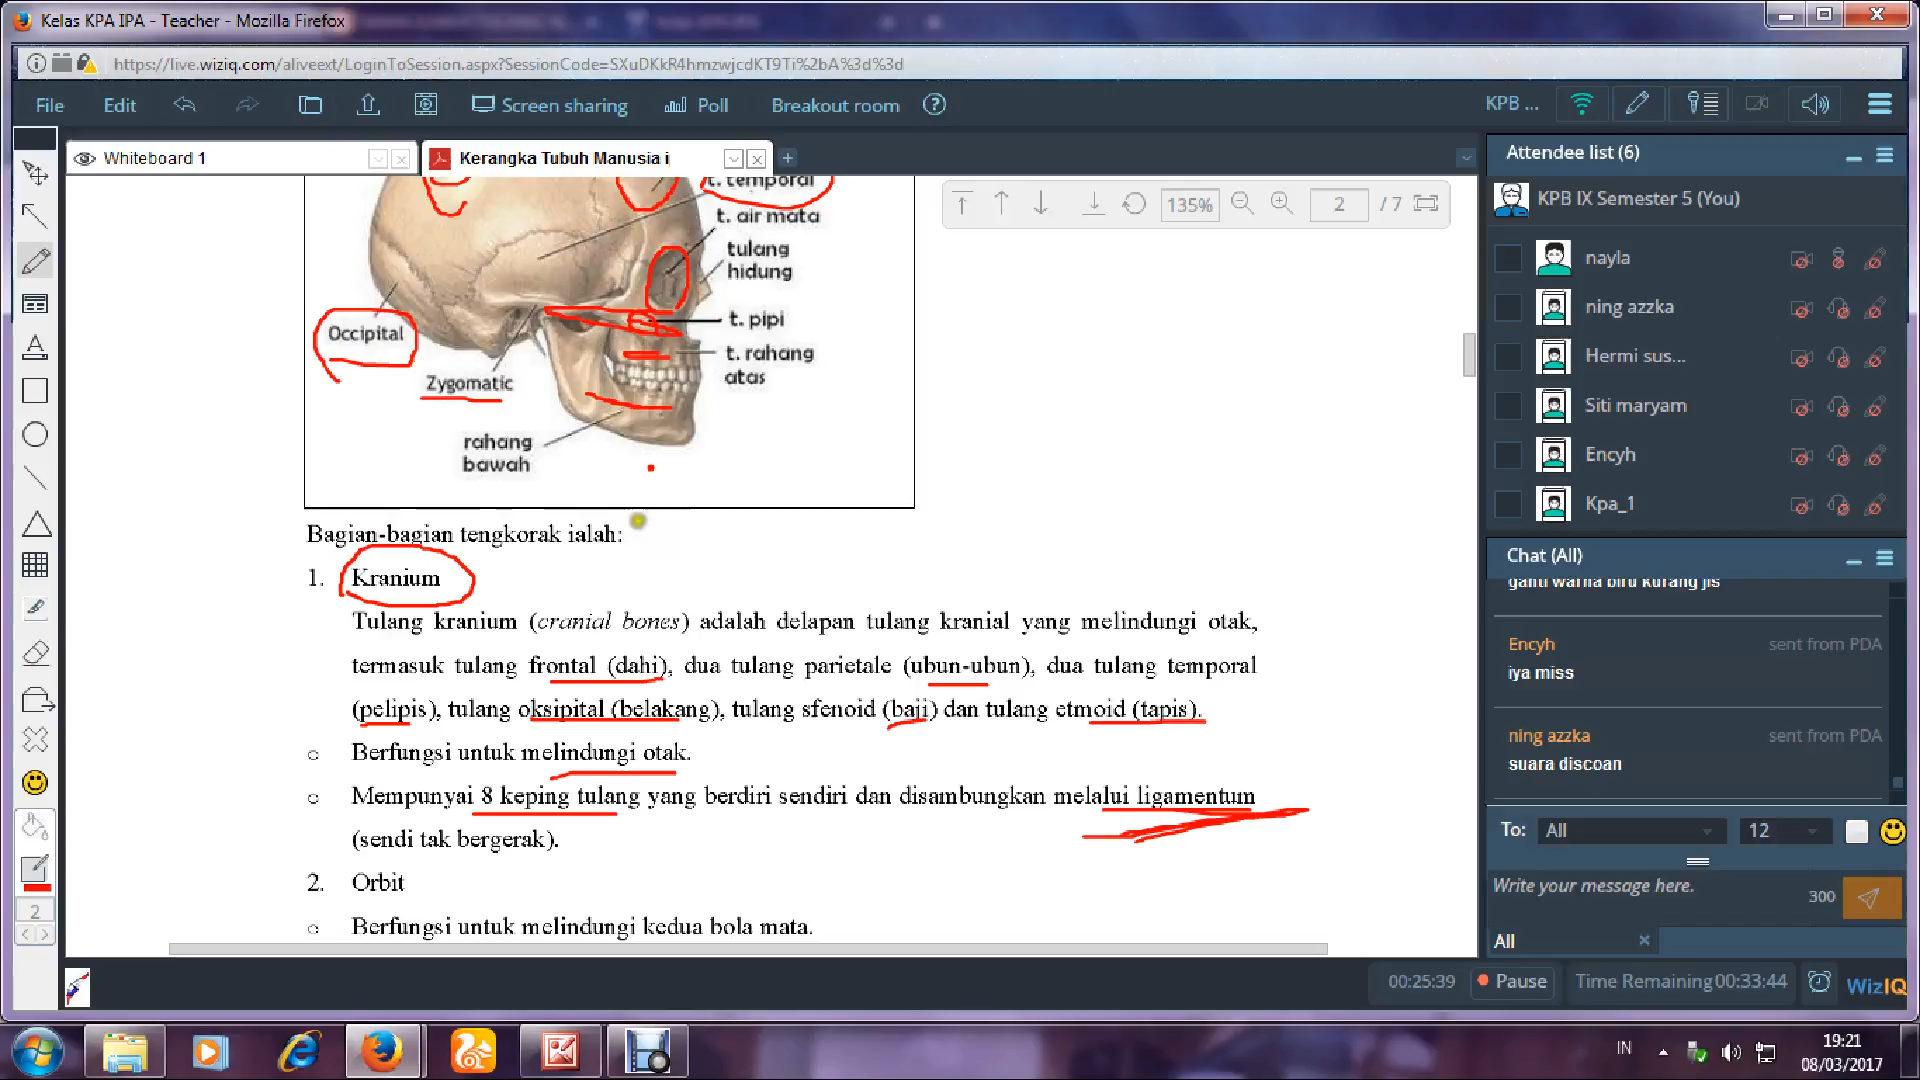 Kelas KPA IPA - Teacher - Mozilla Firefox
https://live.wiziq.com/aliveext/LoginToSession.aspx?SessionCode=SXuDKkR4hmzwjcdKT9Ti%2bA%3d%3d
File Edit Screen sharing Poll Breakout room KPB ...
Whiteboard 1
Kerangka Tubuh Manusia i
135% 2 / 7
t. temporal
t. air mata
tulang hidung
Occipital
t. pipi
t. rahang atas
Zygomatic
rahang bawah
Bagian-bagian tengkorak ialah:
1. Kranium
Tulang kranium (cranial bones) adalah delapan tulang kranial yang melindungi otak,
termasuk tulang frontal (dahi), dua tulang parietale (ubun-ubun), dua tulang temporal
(pelipis), tulang oksipital (belakang), tulang sfenoid (baji) dan tulang etmoid (tapis).
o Berfungsi untuk melindungi otak.
o Mempunyai 8 keping tulang yang berdiri sendiri dan disambungkan melalui ligamentum
(sendi tak bergerak).
2. Orbit
o Berfungsi untuk melindungi kedua bola mata.
2
Attendee list (6)
KPB IX Semester 5 (You)
nayla
ning azzka
Hermi sus...
Siti maryam
Encyh
Kpa_1
Chat (All)
ganti warna biru kurang jls
Encyh sent from PDA
iya miss
ning azzka sent from PDA
suara discoan
To: All 12
Write your message here. 300
All
00:25:39 Pause Time Remaining 00:33:44 WizIQ
IN 19:21
08/03/2017